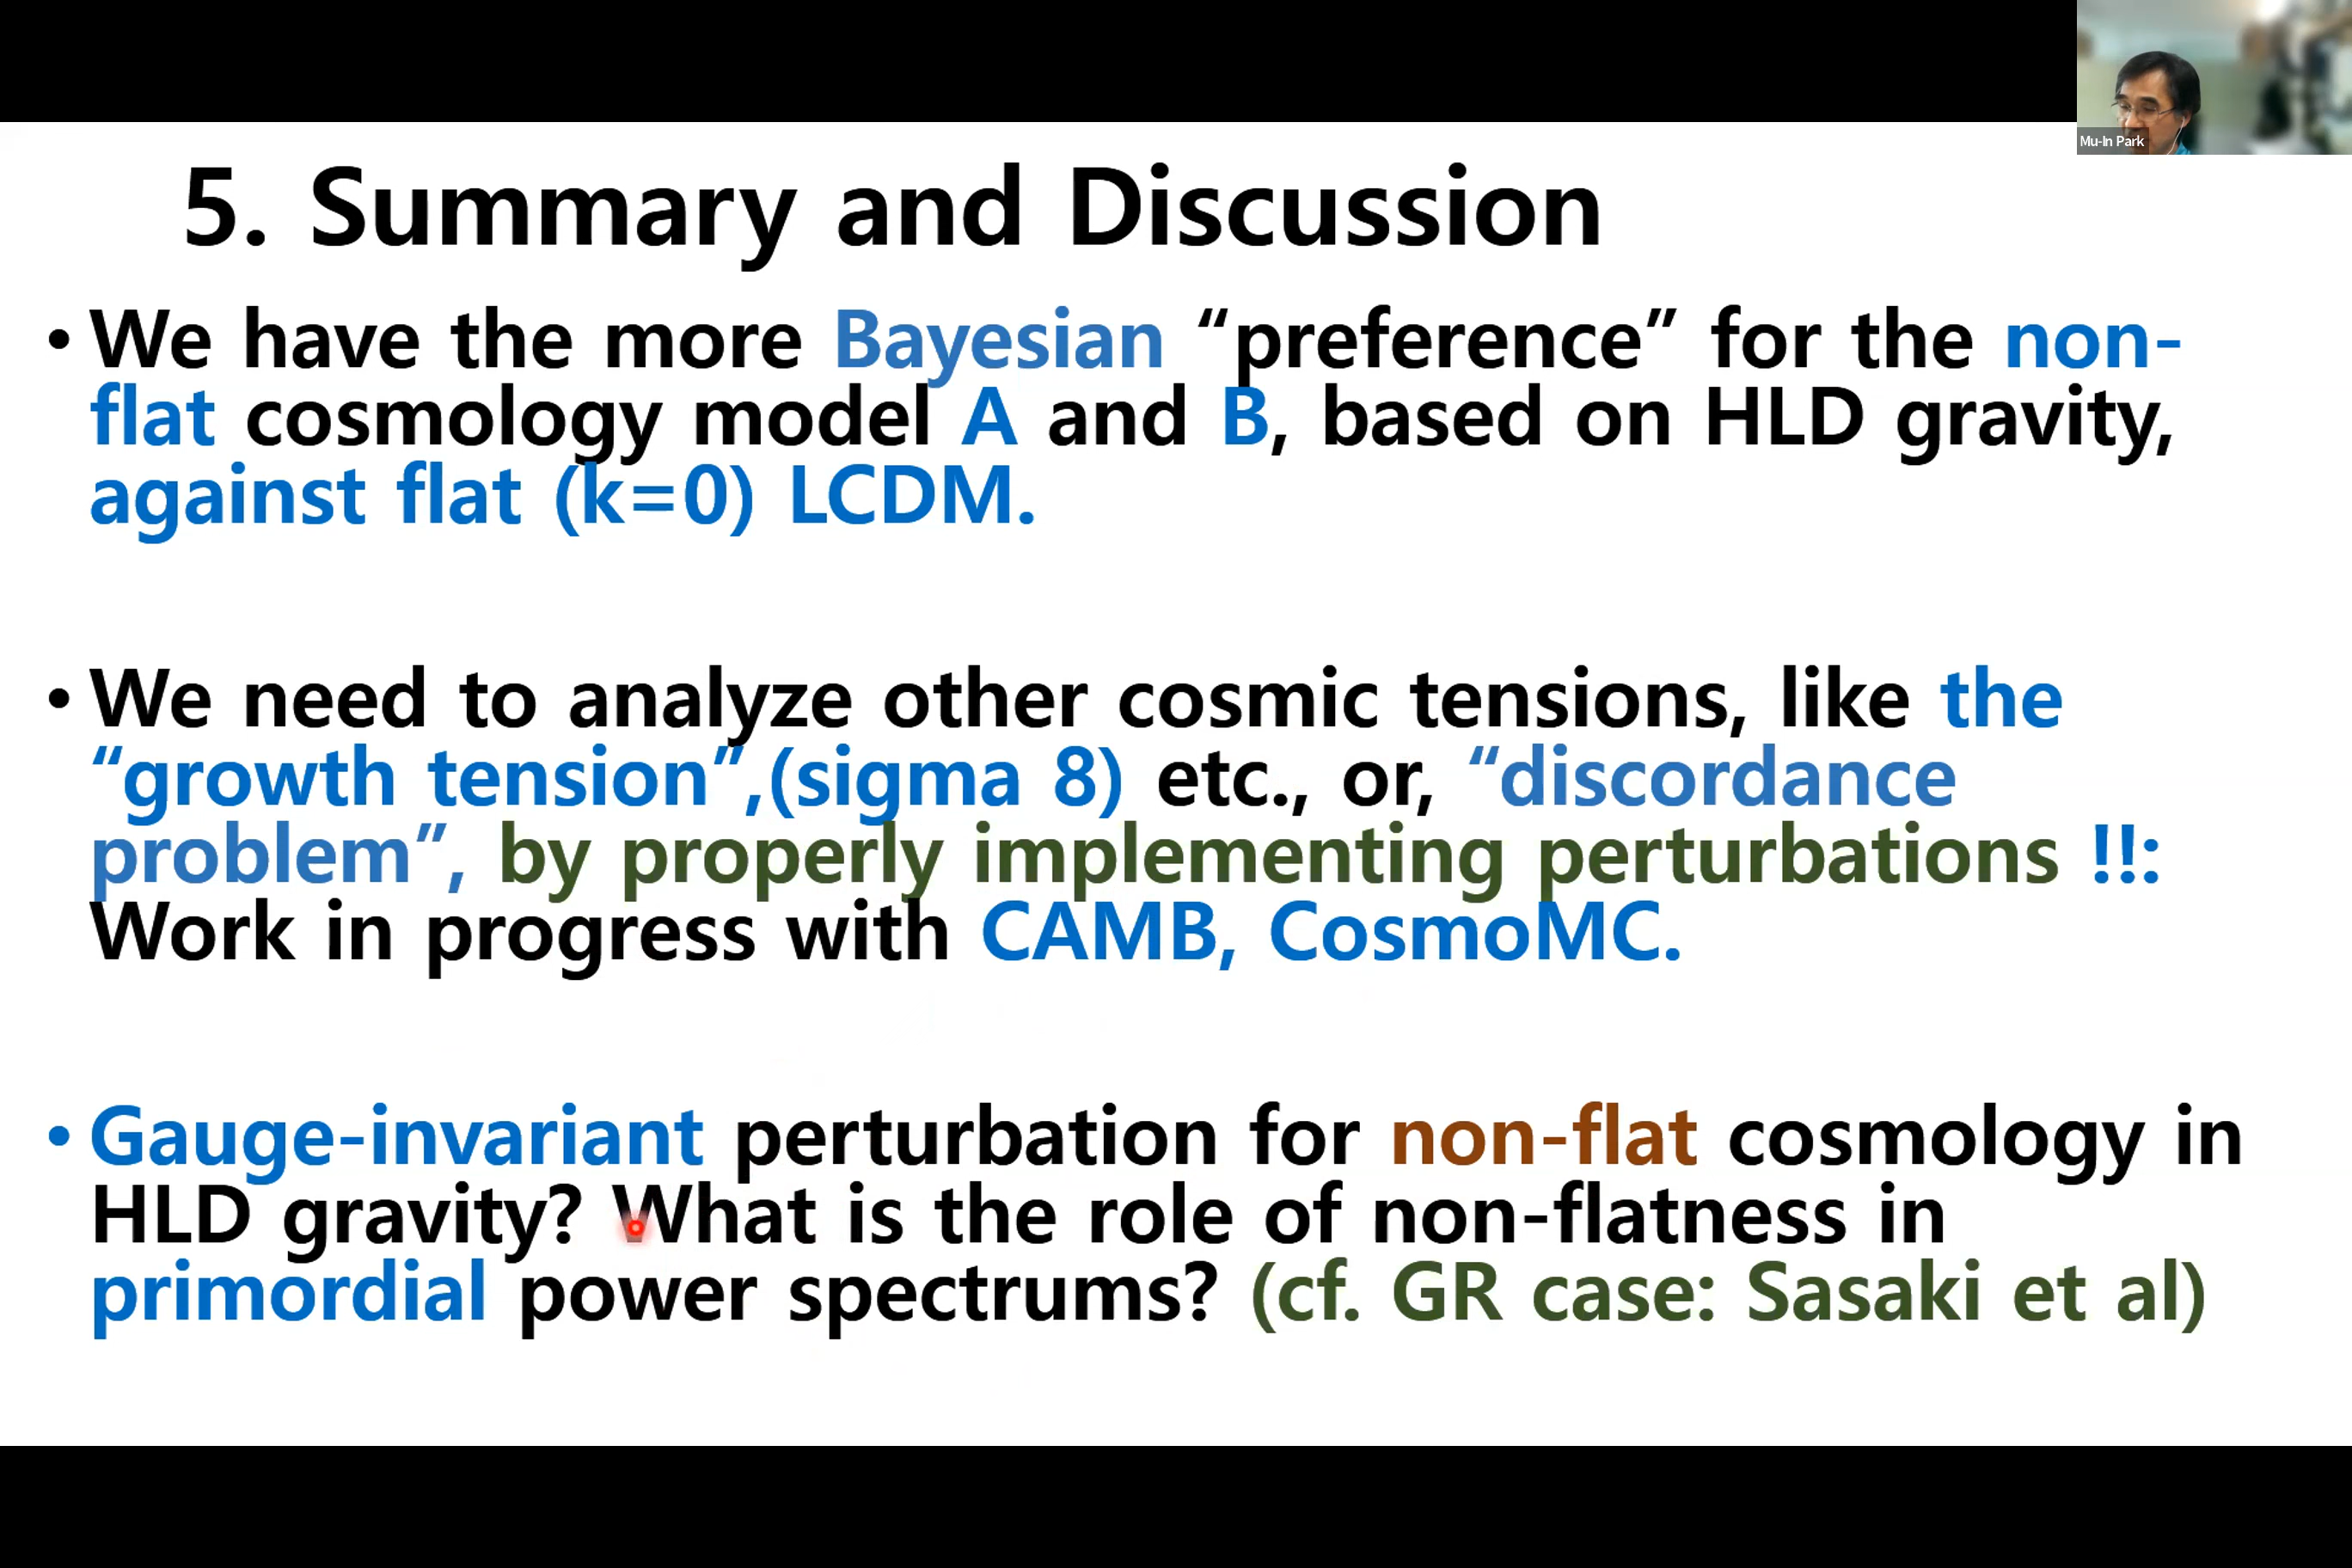 Mu-In Park
5. Summary and Discussion
• We have the more Bayesian “preference” for the non-
flat cosmology model A and B, based on HLD gravity,
against flat (k=0) LCDM.
• We need to analyze other cosmic tensions, like the
“growth tension”,(sigma 8) etc., or, “discordance
problem”, by properly implementing perturbations !!:
Work in progress with CAMB, CosmoMC.
• Gauge-invariant perturbation for non-flat cosmology in
HLD gravity? What is the role of non-flatness in
primordial power spectrums? (cf. GR case: Sasaki et al)